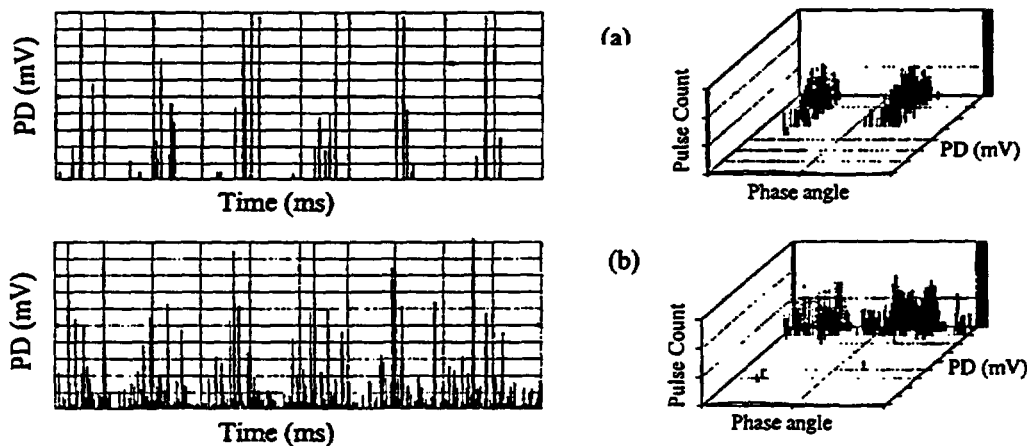 PD (mV)
Time (ms)
(a)
Pulse Count
Phase angle
PD (mV)
PD (mV)
Time (ms)
(b)
Pulse Count
Phase angle
PD (mV)